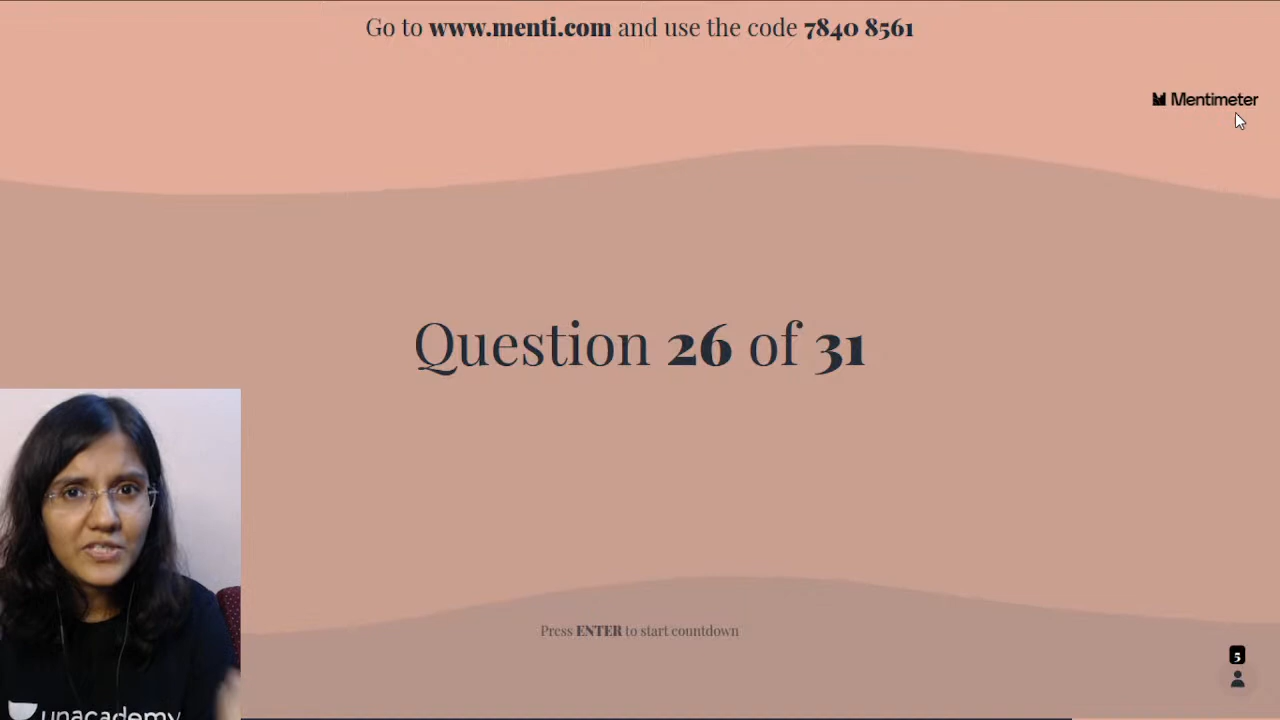 Go to www.menti.com and use the code 7840 8561
Mentimeter
Question 26 of 31
Press ENTER to start countdown
5
unacademy